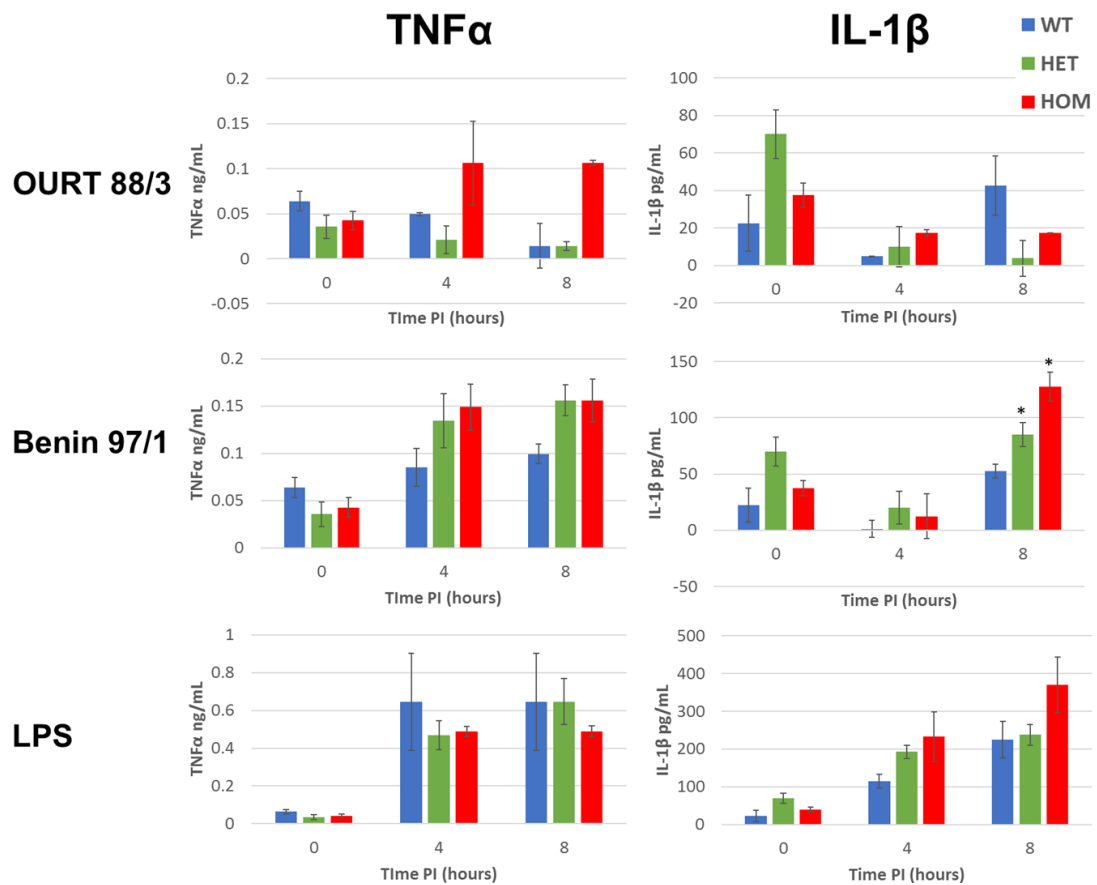 TNFα
IL-1β
WT
HET
HOM
OURT 88/3
TNFα ng/mL
0.2
0.15
0.1
0.05
0
-0.05
0
4
8
TIme PI (hours)
IL-1β pg/mL
100
80
60
40
20
0
-20
0
4
8
Time PI (hours)
Benin 97/1
TNFα ng/mL
0.2
0.15
0.1
0.05
0
0
4
8
TIme PI (hours)
IL-1β pg/mL
150
100
50
0
-50
*
*
0
4
8
Time PI (hours)
LPS
TNFα ng/mL
1
0.8
0.6
0.4
0.2
0
0
4
8
TIme PI (hours)
IL-1β pg/mL
500
400
300
200
100
0
0
4
8
Time PI (hours)